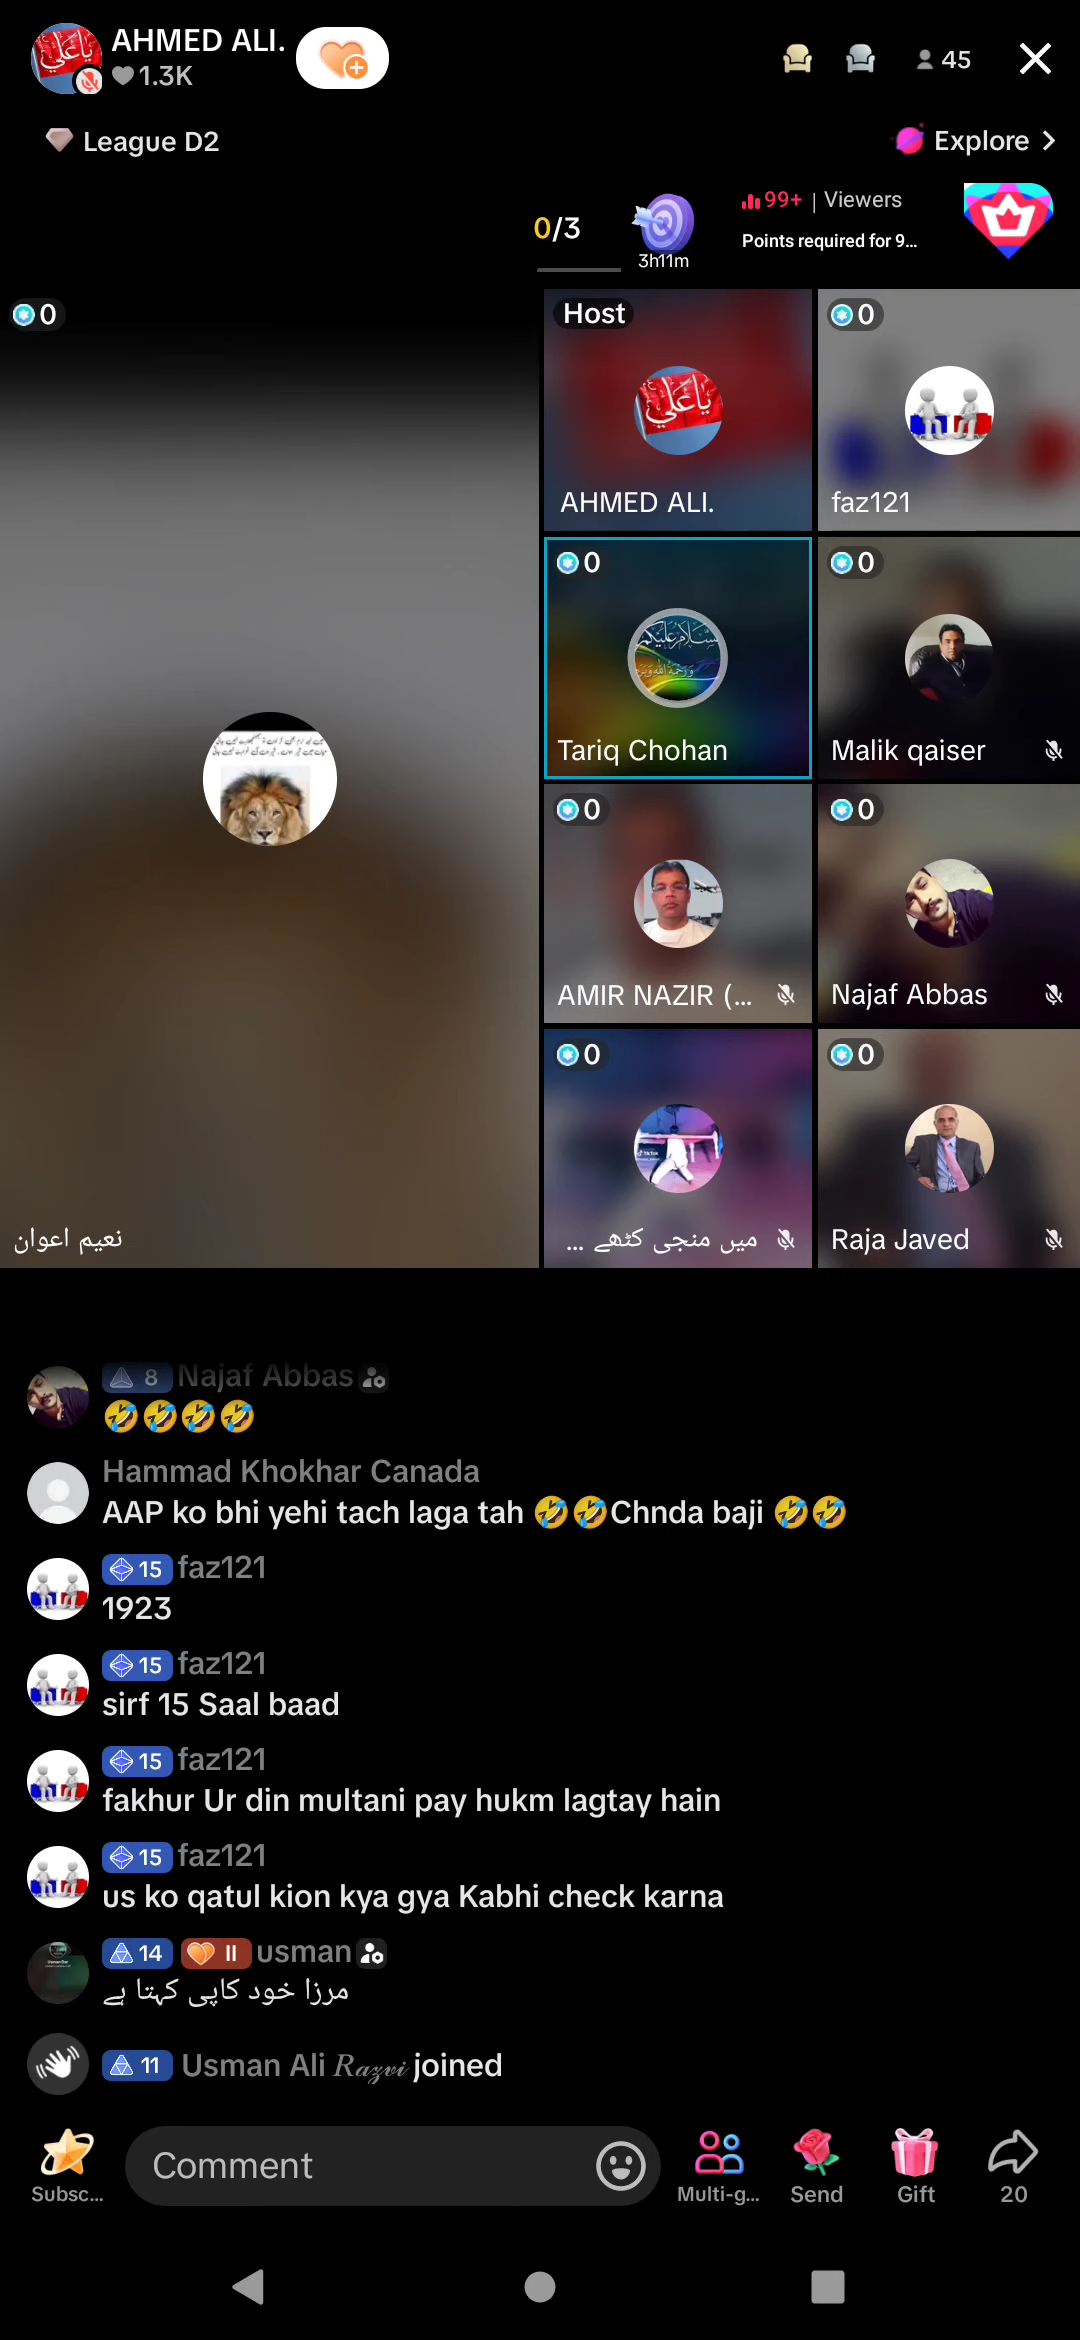 AHMED ALI.
1.3K
45
League D2
Explore
0/3
3h11m
99+ | Viewers
Points required for 9...
0
Host
ياعلي
AHMED ALI.
0
faz121
0
Tariq Chohan
0
Malik qaiser
0
AMIR NAZIR (...
0
Najaf Abbas
نعیم اعوان
0
میں منجی کٹھے ...
0
Raja Javed
8 Najaf Abbas
🤣🤣🤣🤣
Hammad Khokhar Canada
AAP ko bhi yehi tach laga tah 🤣🤣Chnda baji 🤣🤣
15 faz121
1923
15 faz121
sirf 15 Saal baad
15 faz121
fakhur Ur din multani pay hukm lagtay hain
15 faz121
us ko qatul kion kya gya Kabhi check karna
14 II usman
مرزا خود کاپی کہتا ہے
11 Usman Ali Razvi joined
Comment
Subsc...
Multi-g...
Send
Gift
20